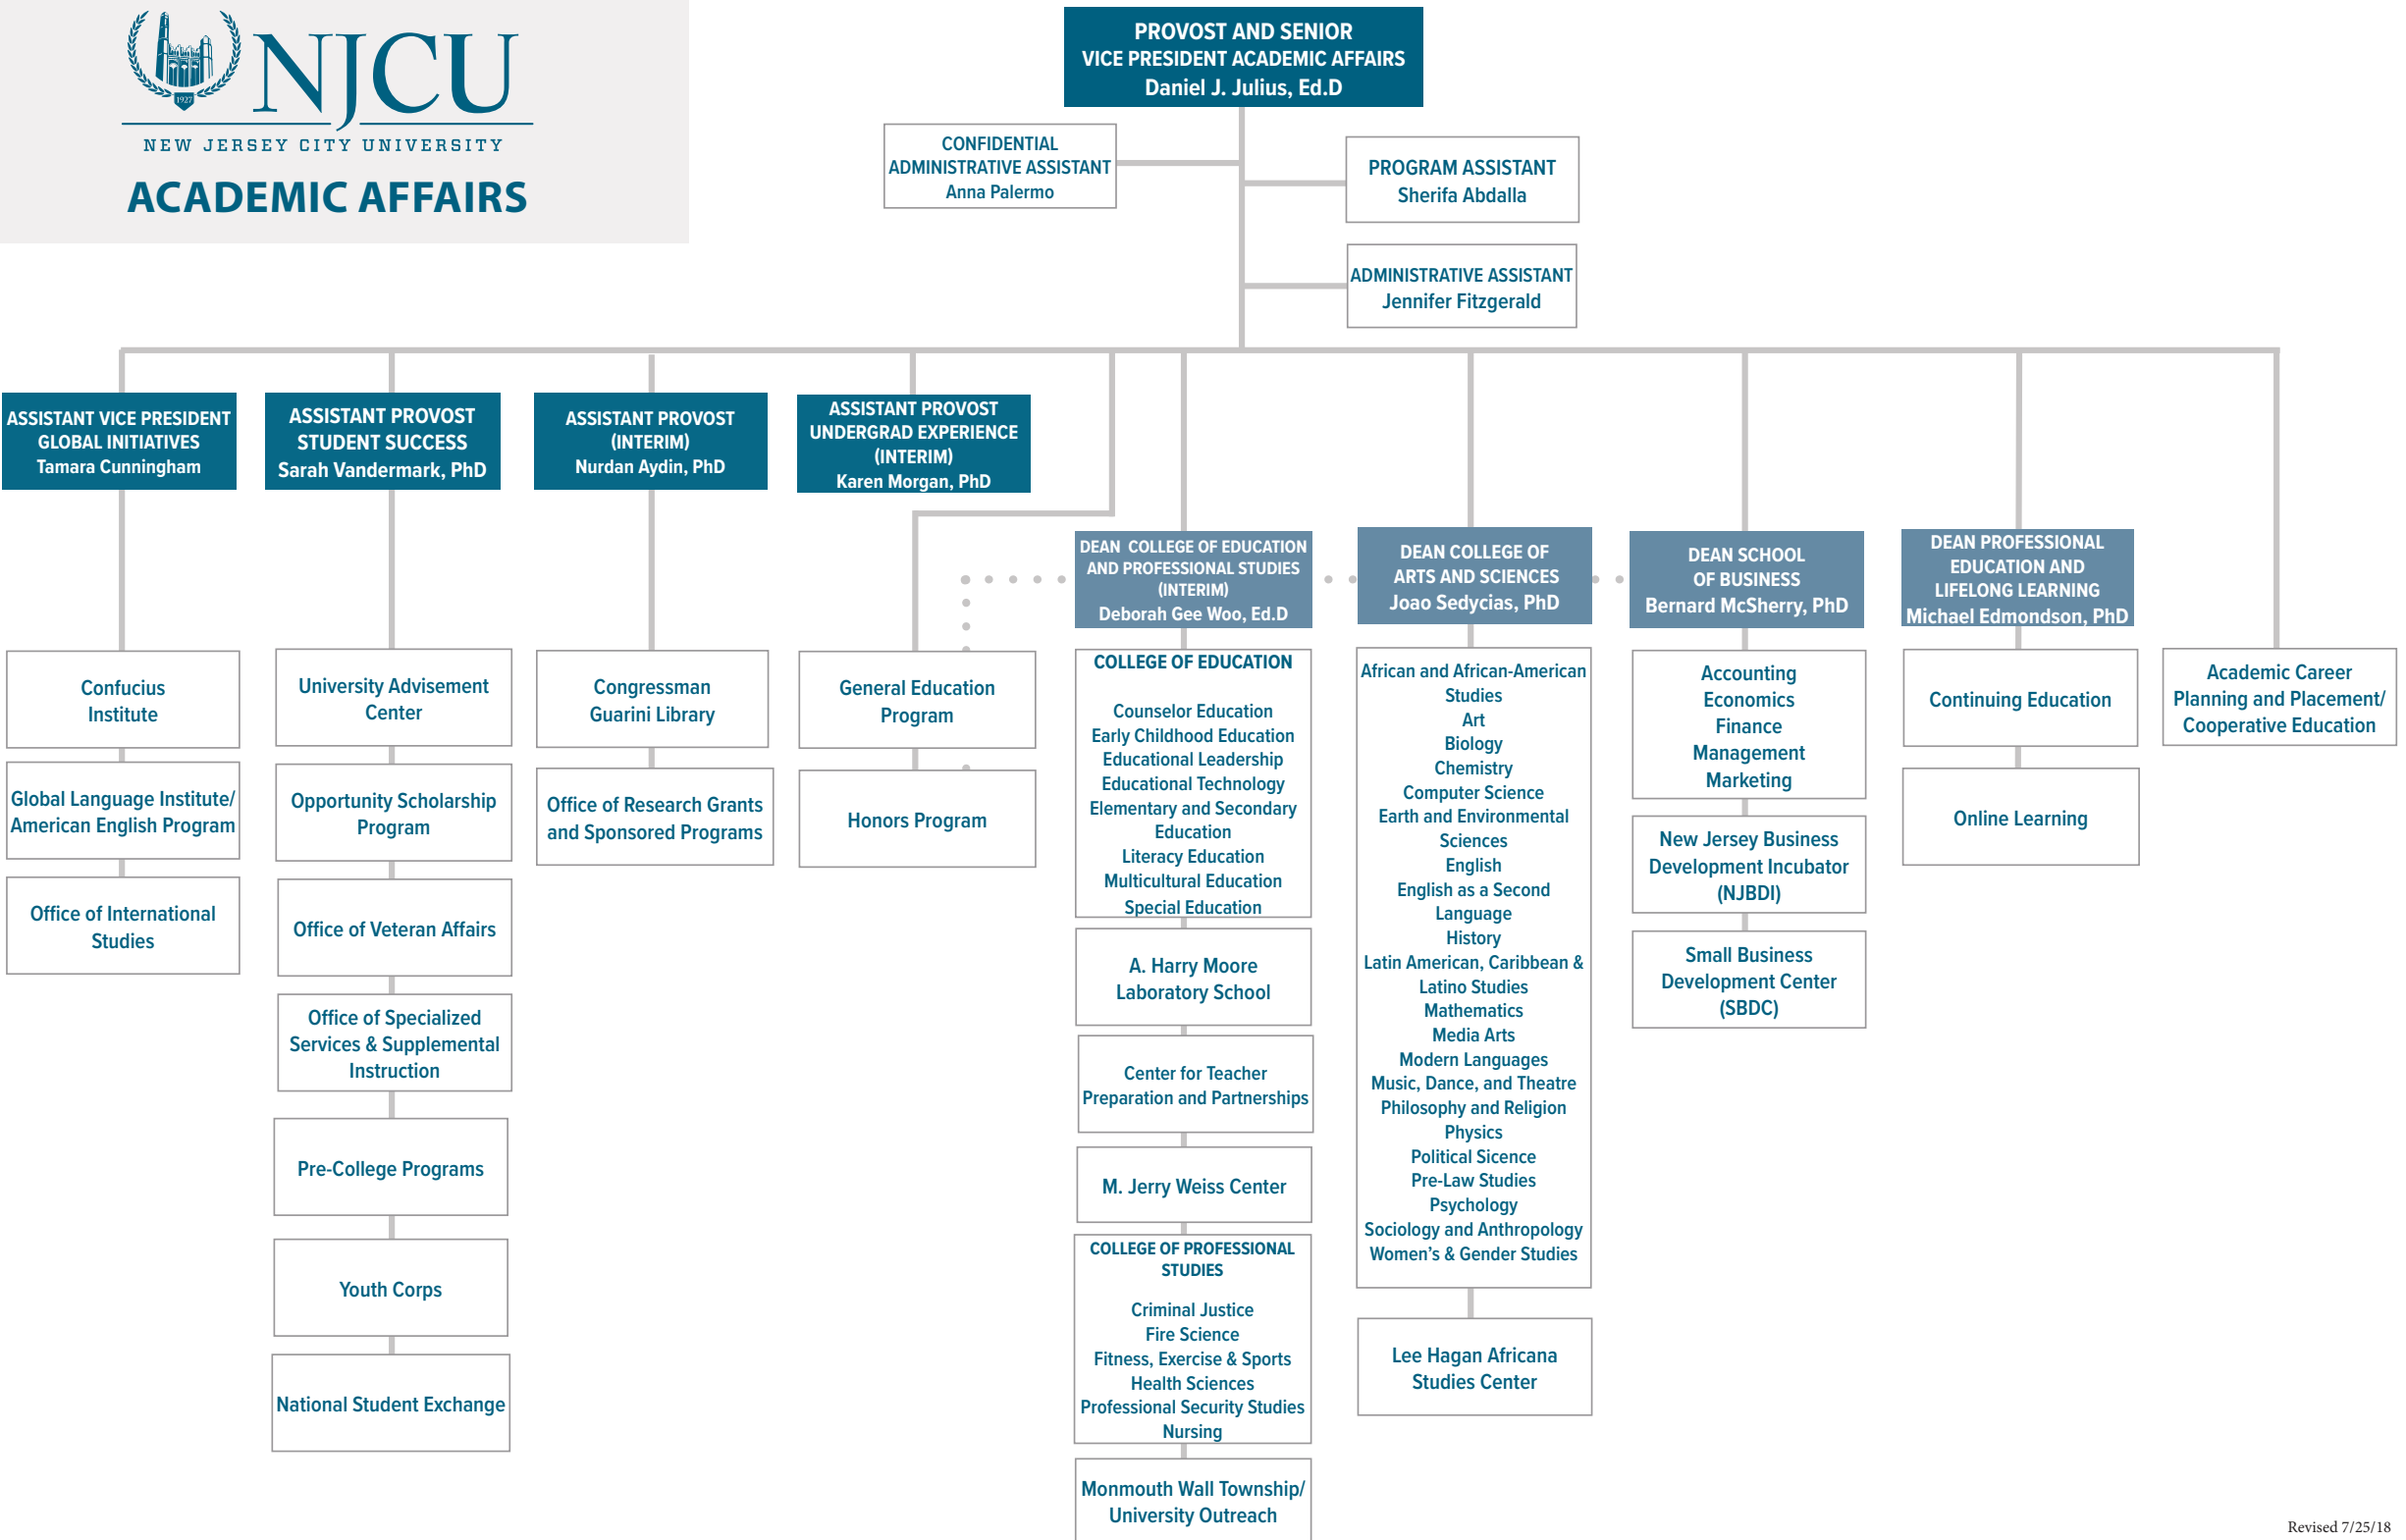 1927
NJCU
NEW JERSEY CITY UNIVERSITY
ACADEMIC AFFAIRS
PROVOST AND SENIOR
VICE PRESIDENT ACADEMIC AFFAIRS
Daniel J. Julius, Ed.D
CONFIDENTIAL
ADMINISTRATIVE ASSISTANT
Anna Palermo
PROGRAM ASSISTANT
Sherifa Abdalla
ADMINISTRATIVE ASSISTANT
Jennifer Fitzgerald
ASSISTANT VICE PRESIDENT
GLOBAL INITIATIVES
Tamara Cunningham
ASSISTANT PROVOST
STUDENT SUCCESS
Sarah Vandermark, PhD
ASSISTANT PROVOST
(INTERIM)
Nurdan Aydin, PhD
ASSISTANT PROVOST
UNDERGRAD EXPERIENCE
(INTERIM)
Karen Morgan, PhD
DEAN COLLEGE OF EDUCATION
AND PROFESSIONAL STUDIES
(INTERIM)
Deborah Gee Woo, Ed.D
DEAN COLLEGE OF
ARTS AND SCIENCES
Joao Sedycias, PhD
DEAN SCHOOL
OF BUSINESS
Bernard McSherry, PhD
DEAN PROFESSIONAL
EDUCATION AND
LIFELONG LEARNING
Michael Edmondson, PhD
Confucius
Institute
Global Language Institute/
American English Program
Office of International
Studies
University Advisement
Center
Opportunity Scholarship
Program
Office of Veteran Affairs
Office of Specialized
Services & Supplemental
Instruction
Pre-College Programs
Youth Corps
National Student Exchange
Congressman
Guarini Library
Office of Research Grants
and Sponsored Programs
General Education
Program
Honors Program
COLLEGE OF EDUCATION
Counselor Education
Early Childhood Education
Educational Leadership
Educational Technology
Elementary and Secondary
Education
Literacy Education
Multicultural Education
Special Education
A. Harry Moore
Laboratory School
Center for Teacher
Preparation and Partnerships
M. Jerry Weiss Center
COLLEGE OF PROFESSIONAL
STUDIES
Criminal Justice
Fire Science
Fitness, Exercise & Sports
Health Sciences
Professional Security Studies
Nursing
Monmouth Wall Township/
University Outreach
African and African-American
Studies
Art
Biology
Chemistry
Computer Science
Earth and Environmental
Sciences
English
English as a Second
Language
History
Latin American, Caribbean &
Latino Studies
Mathematics
Media Arts
Modern Languages
Music, Dance, and Theatre
Philosophy and Religion
Physics
Political Sicence
Pre-Law Studies
Psychology
Sociology and Anthropology
Women's & Gender Studies
Lee Hagan Africana
Studies Center
Accounting
Economics
Finance
Management
Marketing
New Jersey Business
Development Incubator
(NJBDI)
Small Business
Development Center
(SBDC)
Continuing Education
Online Learning
Academic Career
Planning and Placement/
Cooperative Education
Revised 7/25/18